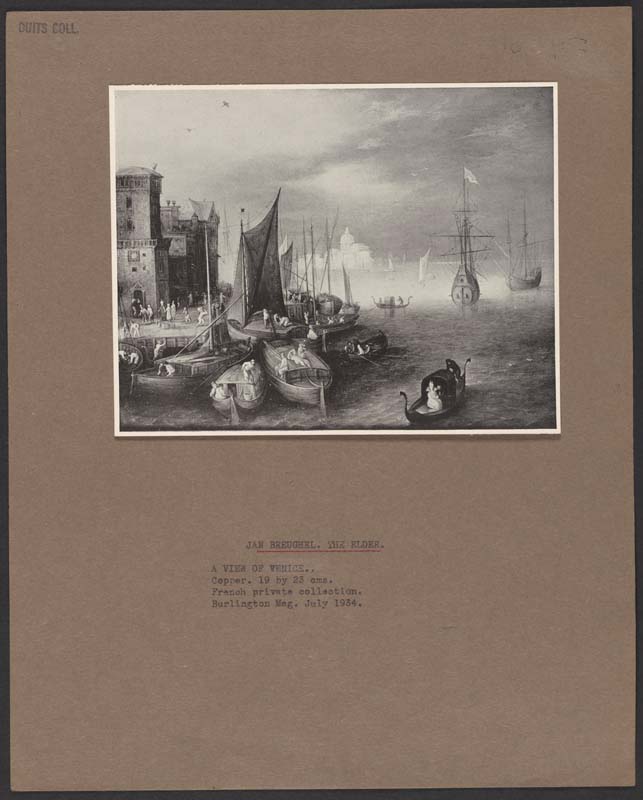 DUITS COLL.
JAN BREUGHEL. THE ELDER.
A VIEW OF VENICE..
Copper. 19 by 23 cms.
French private collection.
Burlington Mag. July 1934.